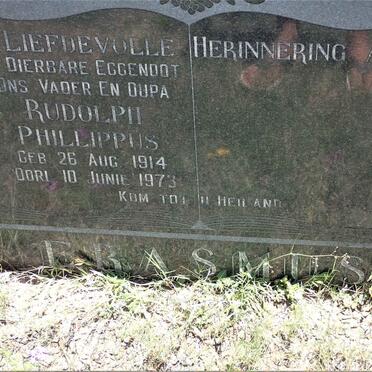 LIEFDEVOLLE HERINNERING
DIERBARE EGGENOOT
ONS VADER EN OUPA
RUDOLPH
PHILLIPPUS
GEB 26 AUG 1914
OORL 10 JUNIE 1973
KOM TOT U HEILAND
ERASMUS